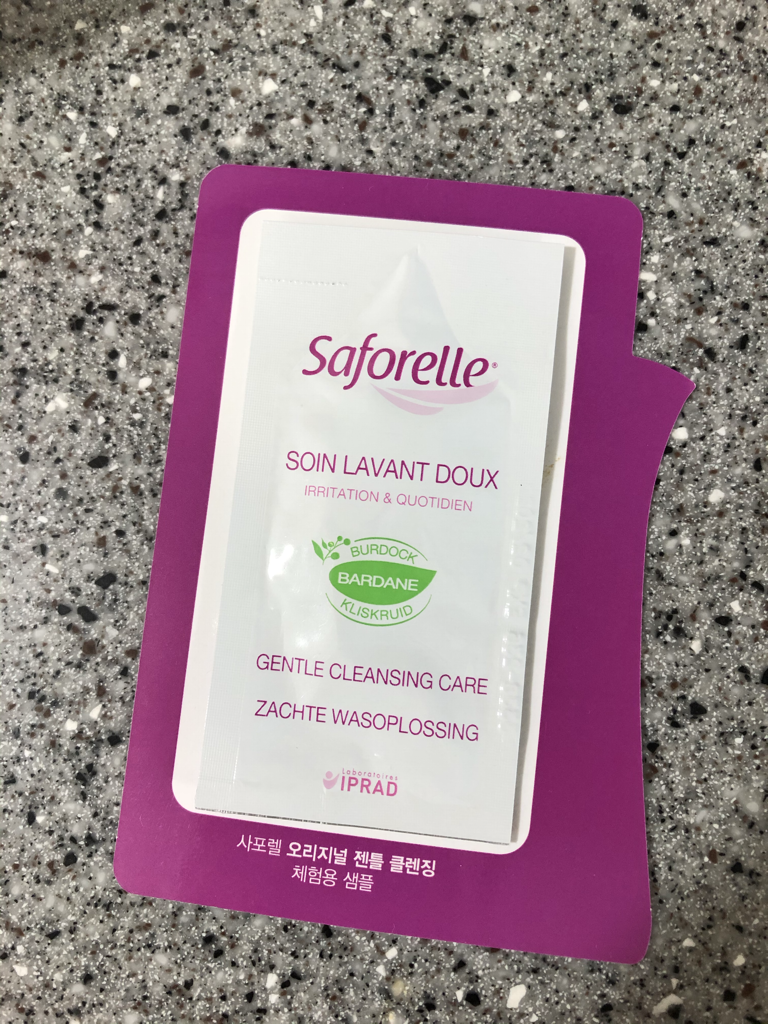 Saforelle®
SOIN LAVANT DOUX
IRRITATION & QUOTIDIEN
BURDOCK
BARDANE
KLISKRUID
GENTLE CLEANSING CARE
ZACHTE WASOPLOSSING
Laboratoires
IPRAD
사포렐 오리지널 젠틀 클렌징
체험용 샘플